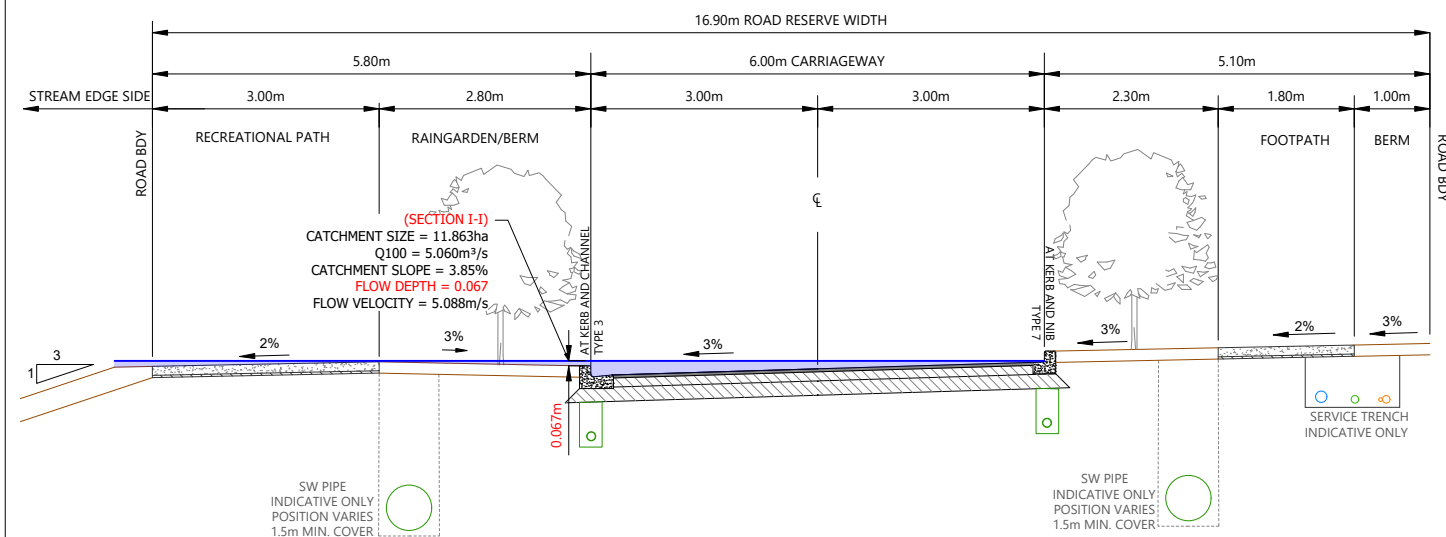 16.90m ROAD RESERVE WIDTH
5.80m
6.00m CARRIAGEWAY
5.10m
STREAM EDGE SIDE
3.00m
2.80m
3.00m
3.00m
2.30m
1.80m
1.00m
ROAD BDY
RECREATIONAL PATH
RAINGARDEN/BERM
FOOTPATH
BERM
ROAD BDY
℄
(SECTION I-I)
CATCHMENT SIZE = 11.863ha
Q100 = 5.060m³/s
CATCHMENT SLOPE = 3.85%
FLOW DEPTH = 0.067
FLOW VELOCITY = 5.088m/s
AT KERB AND CHANNEL
TYPE 3
AT KERB AND NIB
TYPE 7
3
1
2%
3%
3%
3%
2%
3%
0.067m
SERVICE TRENCH
INDICATIVE ONLY
SW PIPE
INDICATIVE ONLY
POSITION VARIES
1.5m MIN. COVER
SW PIPE
INDICATIVE ONLY
POSITION VARIES
1.5m MIN. COVER